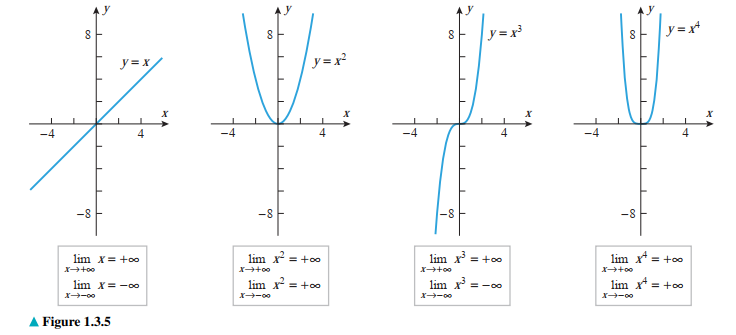 y
8
y = x
x
−4
4
−8
lim x = +∞
x→+∞
lim x = −∞
x→−∞
y
8
y = x²
x
−4
4
−8
lim x² = +∞
x→+∞
lim x² = +∞
x→−∞
y
8
y = x³
x
−4
4
−8
lim x³ = +∞
x→+∞
lim x³ = −∞
x→−∞
y
8
y = x⁴
x
−4
4
−8
lim x⁴ = +∞
x→+∞
lim x⁴ = +∞
x→−∞
▲ Figure 1.3.5